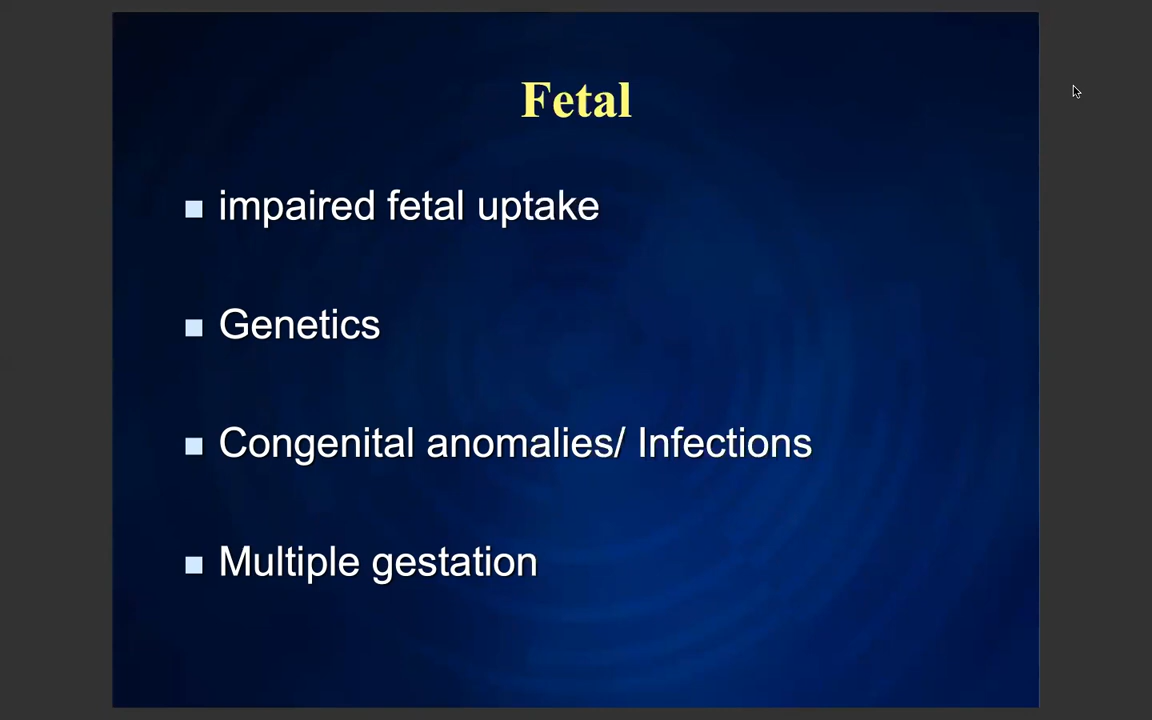 Fetal
impaired fetal uptake
Genetics
Congenital anomalies/ Infections
Multiple gestation